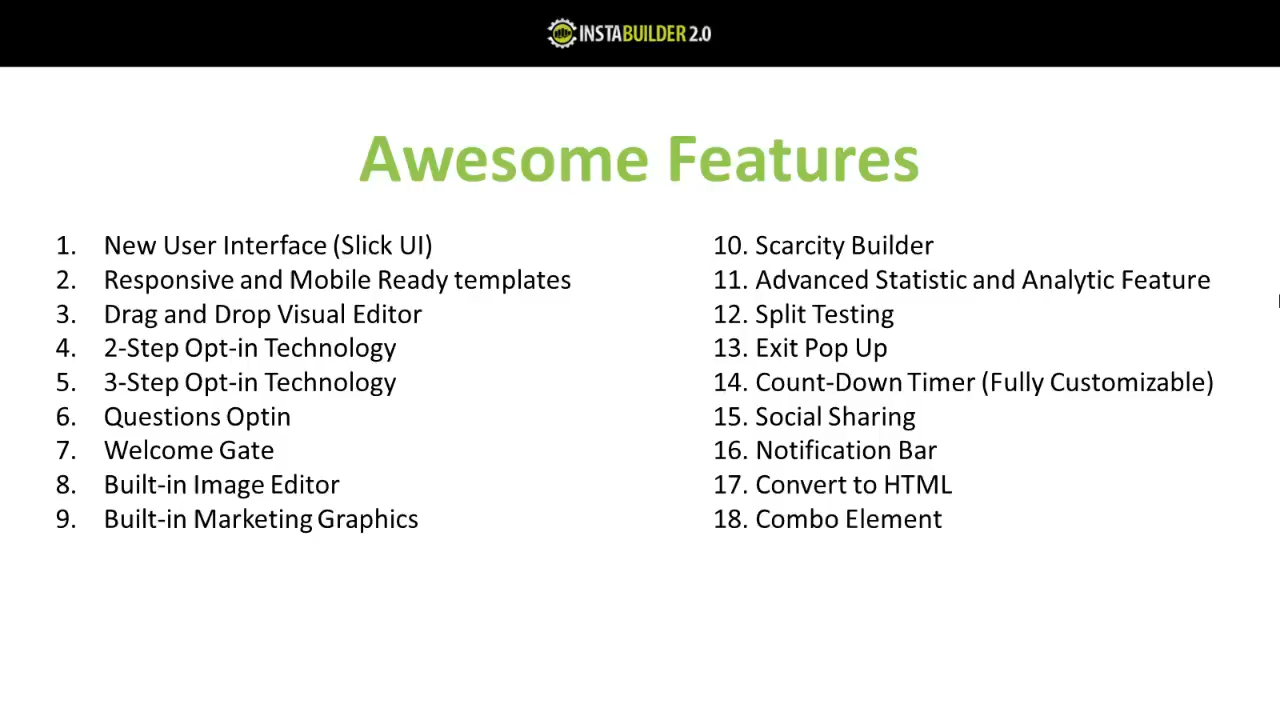 INSTABUILDER 2.0
Awesome Features
1. New User Interface (Slick UI)
2. Responsive and Mobile Ready templates
3. Drag and Drop Visual Editor
4. 2-Step Opt-in Technology
5. 3-Step Opt-in Technology
6. Questions Optin
7. Welcome Gate
8. Built-in Image Editor
9. Built-in Marketing Graphics
10. Scarcity Builder
11. Advanced Statistic and Analytic Feature
12. Split Testing
13. Exit Pop Up
14. Count-Down Timer (Fully Customizable)
15. Social Sharing
16. Notification Bar
17. Convert to HTML
18. Combo Element